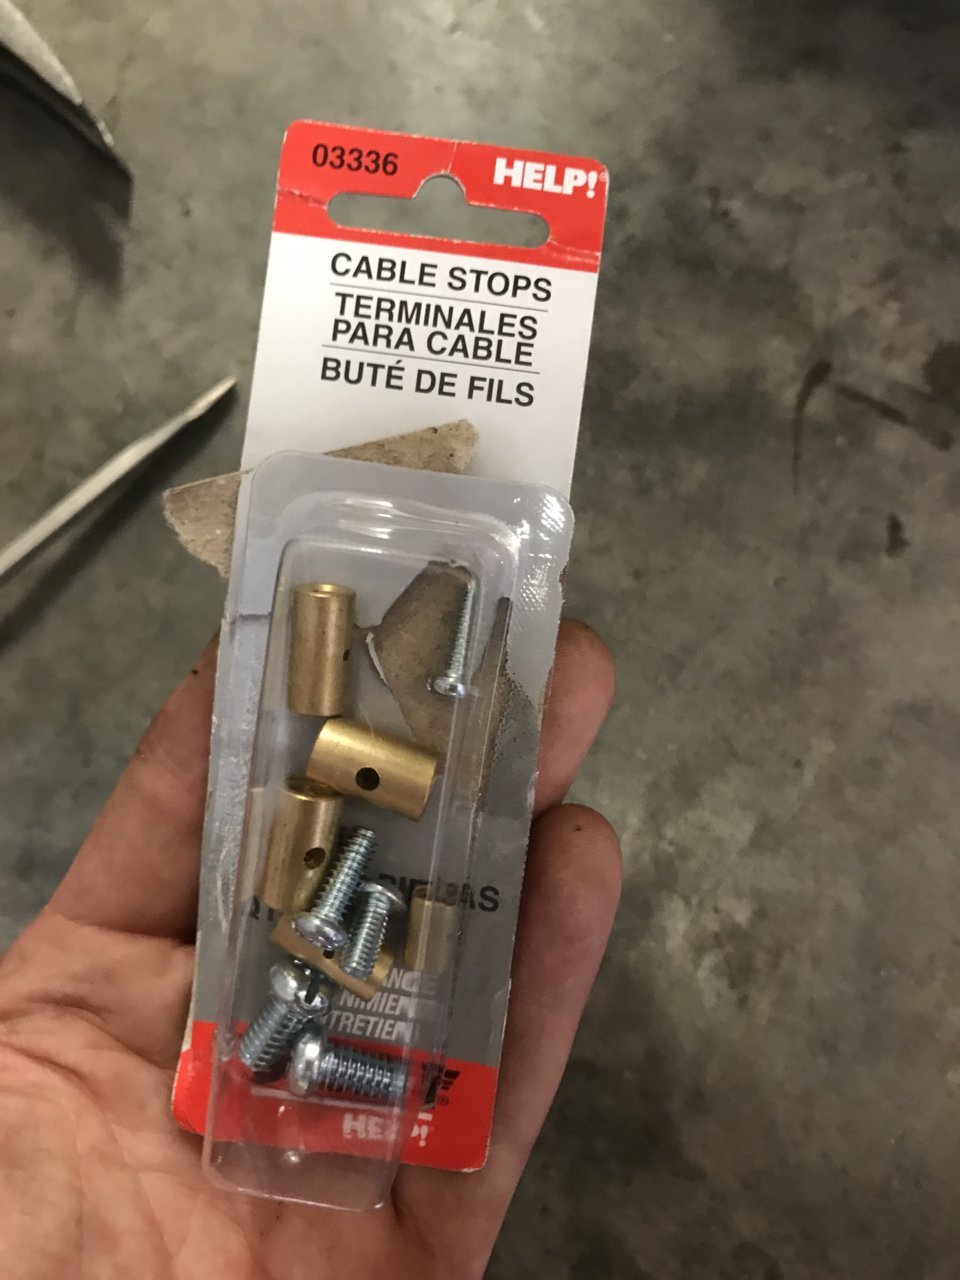 03336
HELP!®
CABLE STOPS
TERMINALES
PARA CABLE
BUTÉ DE FILS
HELP!